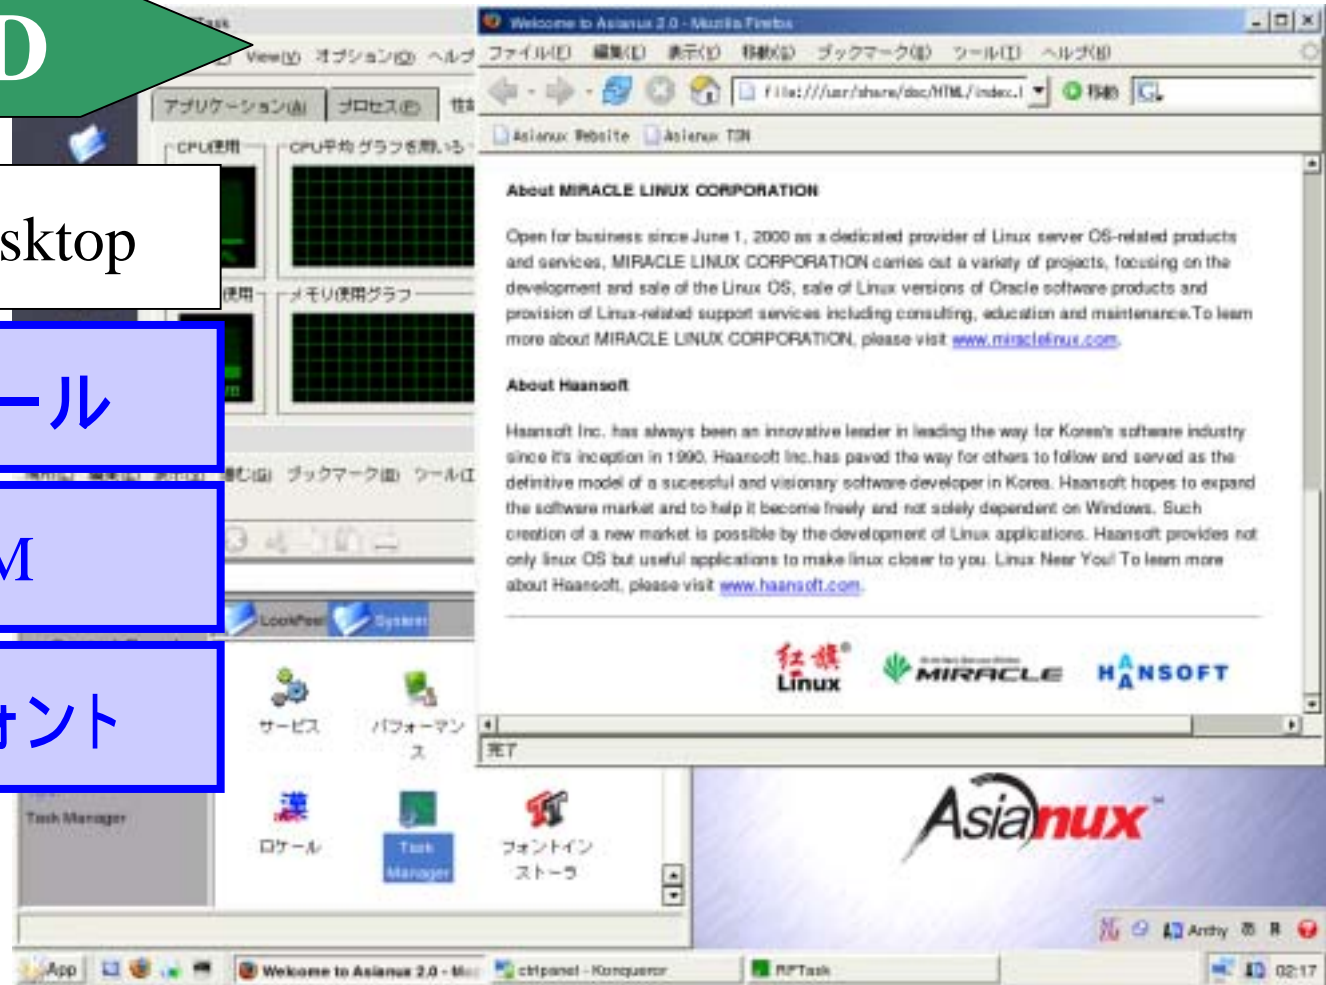 D
sktop
ール
M
ォント
Task
View(V) オプション(O) ヘルプ
アプリケーション(A) プロセス(P) 性
CPU使用 CPU平均 グラフを用いる
使用 メモリ使用グラフ
進む(G) ブックマーク(B) ツール(T
LookFeel System
サービス
パフォーマン
ス
ロケール
Task
Manager
フォントイン
ストーラ
Task Manager
Welcome to Asianux 2.0 - Mozilla Firefox
ファイル(F) 編集(E) 表示(V) 移動(G) ブックマーク(B) ツール(T) ヘルプ(H)
file:///usr/share/doc/HTML/index.l 移動 G
Asianux Website Asianux TSN
About MIRACLE LINUX CORPORATION
Open for business since June 1, 2000 as a dedicated provider of Linux server OS-related products
and services, MIRACLE LINUX CORPORATION carries out a variety of projects, focusing on the
development and sale of the Linux OS, sale of Linux versions of Oracle software products and
provision of Linux-related support services including consulting, education and maintenance.To learn
more about MIRACLE LINUX CORPORATION, please visit www.miraclelinux.com.
About Haansoft
Haansoft Inc. has always been an innovative leader in leading the way for Korea's software industry
since it's inception in 1990. Haansoft Inc.has paved the way for others to follow and served as the
definitive model of a sucessful and visionary software developer in Korea. Haansoft hopes to expand
the software market and to help it become freely and not solely dependent on Windows. Such
creation of a new market is possible by the development of Linux applications. Haansoft provides not
only linux OS but useful applications to make linux closer to you. Linux Near You! To learn more
about Haansoft, please visit www.haansoft.com.
红旗® Linux
MIRACLE
HAANSOFT
完了
Asianux™
Anthy あ R
App Welcome to Asianux 2.0 - Moz ctrlpanel - Konqueror RFTask 02:17